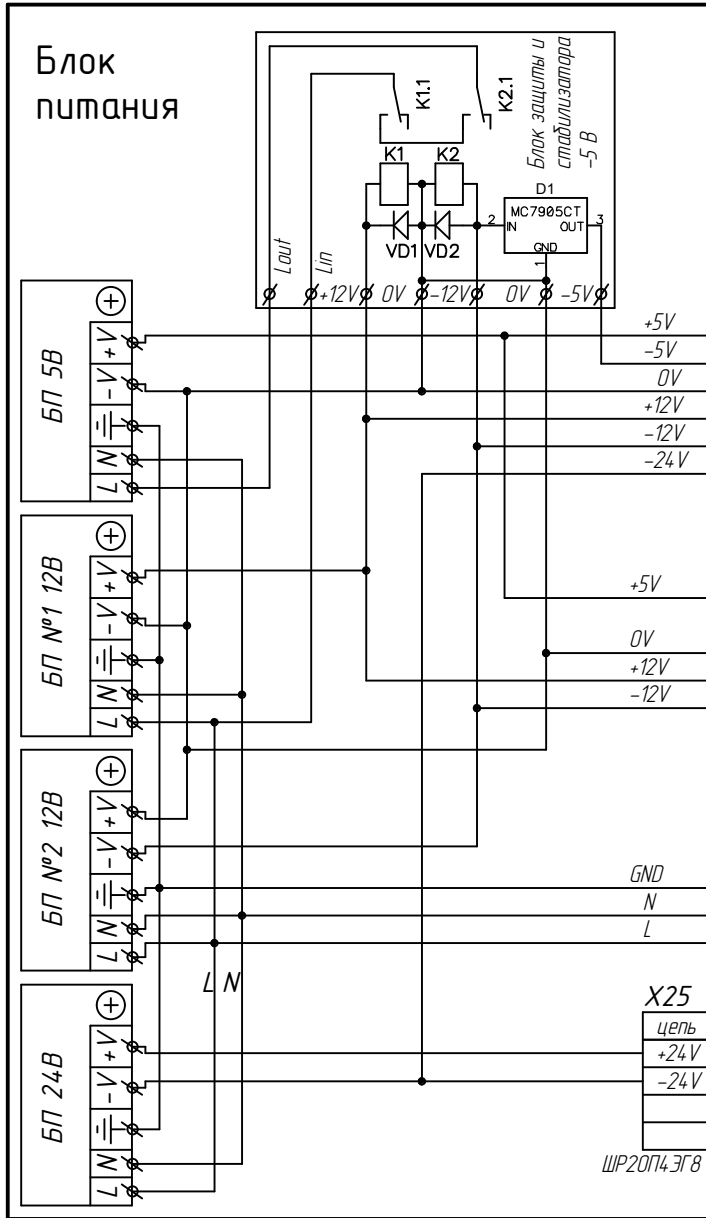 Блок
питания
K1.1
K2.1
Блок защиты и
стабилизатора
-5 В
K1
K2
D1
MC7905CT
2
IN
OUT
3
GND
1
VD1
VD2
Lout
Lin
+12V
0V
-12V
0V
-5V
БП 5В
+V
-V
N
L
+5V
-5V
0V
+12V
-12V
-24V
БП №1 12В
+V
-V
N
L
+5V
0V
+12V
-12V
БП №2 12В
+V
-V
N
L
GND
N
L
L N
БП 24В
+V
-V
N
L
X25
цепь
+24V
-24V
ШР20П4ЭГ8